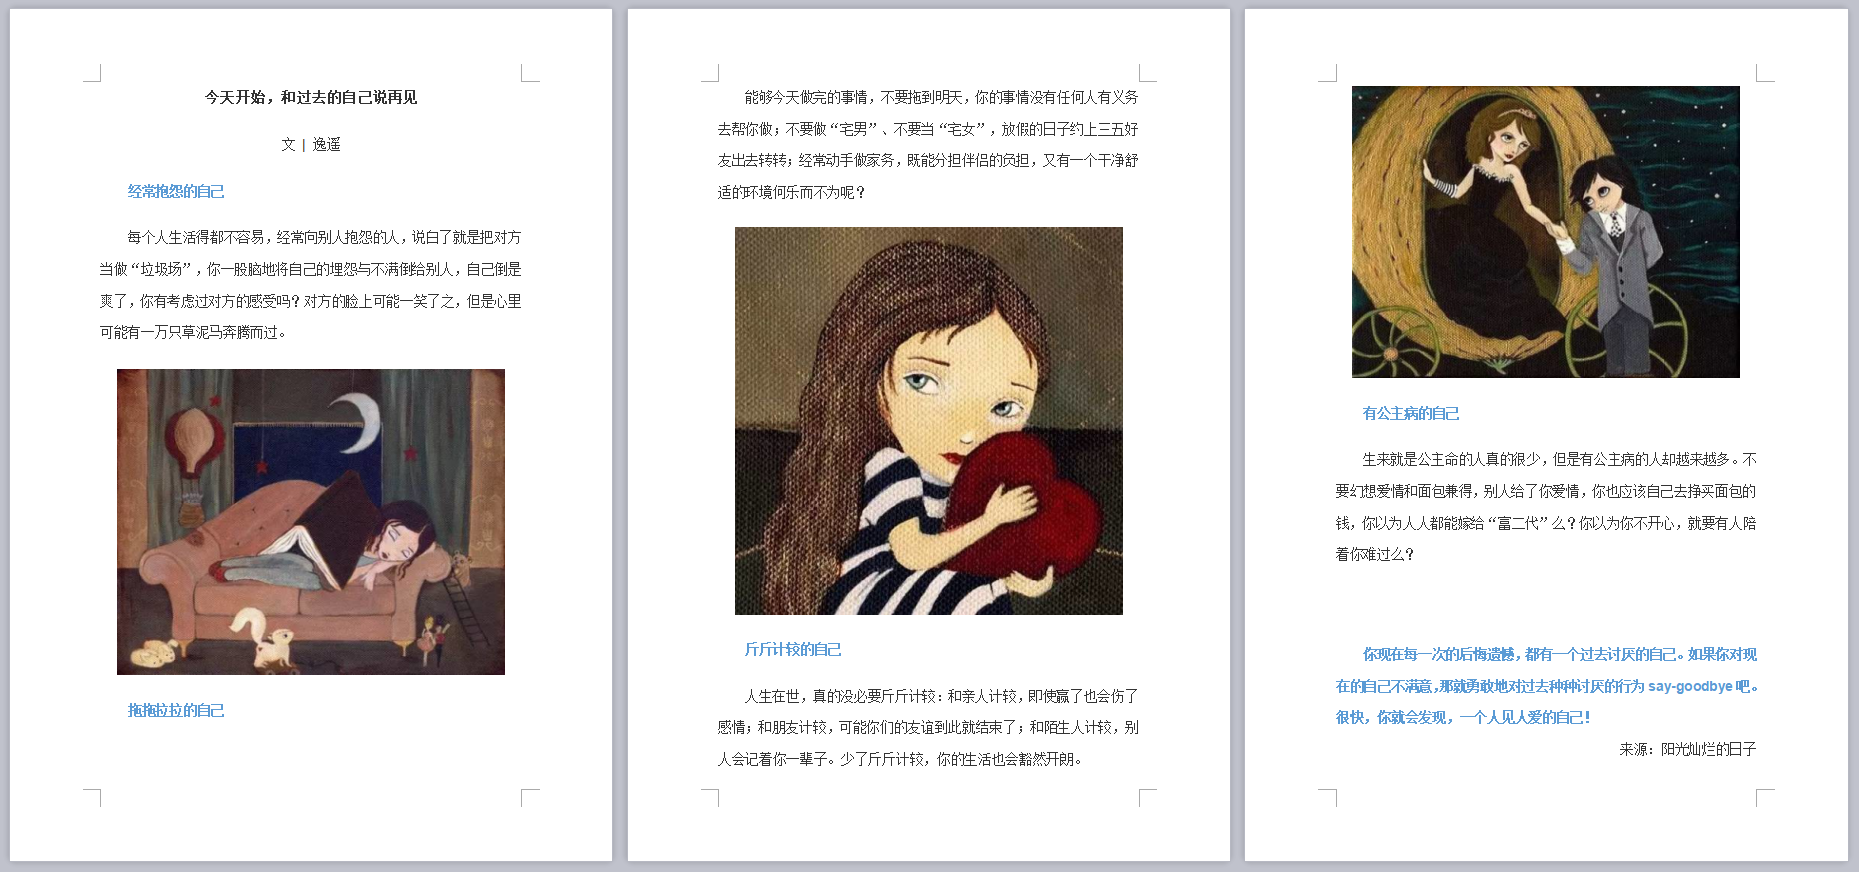 今天开始，和过去的自己说再见
文 | 逸遥
经常抱怨的自己
每个人生活得都不容易，经常向别人抱怨的人，说白了就是把对方
当做“垃圾场”，你一股脑地将自己的埋怨与不满倒给别人，自己倒是
爽了，你有考虑过对方的感受吗？对方的脸上可能一笑了之，但是心里
可能有一万只草泥马奔腾而过。
拖拖拉拉的自己
能够今天做完的事情，不要拖到明天，你的事情没有任何人有义务
去帮你做；不要做“宅男”、不要当“宅女”，放假的日子约上三五好
友出去转转；经常动手做家务，既能分担伴侣的负担，又有一个干净舒
适的环境何乐而不为呢？
斤斤计较的自己
人生在世，真的没必要斤斤计较：和亲人计较，即使赢了也会伤了
感情；和朋友计较，可能你们的友谊到此就结束了；和陌生人计较，别
人会记着你一辈子。少了斤斤计较，你的生活也会豁然开朗。
有公主病的自己
生来就是公主命的人真的很少，但是有公主病的人却越来越多。不
要幻想爱情和面包兼得，别人给了你爱情，你也应该自己去挣买面包的
钱，你以为人人都能嫁给“富二代”么？你以为你不开心，就要有人陪
着你难过么？
你现在每一次的后悔遗憾，都有一个过去讨厌的自己。如果你对现
在的自己不满意，那就勇敢地对过去种种讨厌的行为 say-goodbye 吧。
很快，你就会发现，一个人见人爱的自己！
来源：阳光灿烂的日子